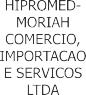 HIPROMED-
MORIAH
COMERCIO,
IMPORTACAO
E SERVICOS
LTDA